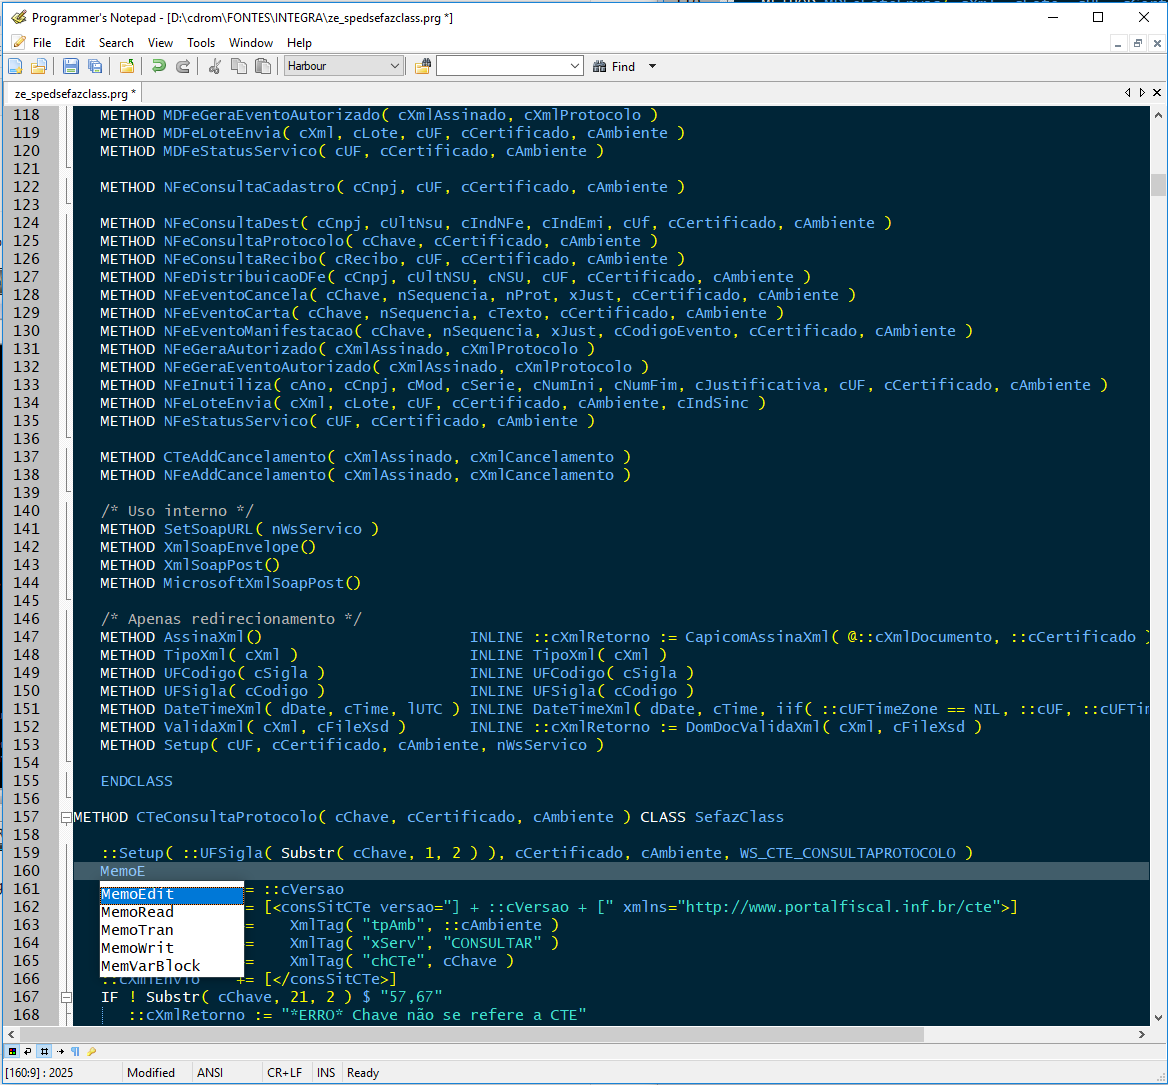 Programmer's Notepad - [D:\cdrom\FONTES\INTEGRA\ze_spedsefazclass.prg *]
File Edit Search View Tools Window Help
Harbour Find
ze_spedsefazclass.prg *
118 METHOD MDFeGeraEventoAutorizado( cXmlAssinado, cXmlProtocolo )
119 METHOD MDFeLoteEnvia( cXml, cLote, cUF, cCertificado, cAmbiente )
120 METHOD MDFeStatusServico( cUF, cCertificado, cAmbiente )
121
122 METHOD NFeConsultaCadastro( cCnpj, cUF, cCertificado, cAmbiente )
123
124 METHOD NFeConsultaDest( cCnpj, cUltNsu, cIndNFe, cIndEmi, cUf, cCertificado, cAmbiente )
125 METHOD NFeConsultaProtocolo( cChave, cCertificado, cAmbiente )
126 METHOD NFeConsultaRecibo( cRecibo, cUF, cCertificado, cAmbiente )
127 METHOD NFeDistribuicaoDFe( cCnpj, cUltNSU, cNSU, cUF, cCertificado, cAmbiente )
128 METHOD NFeEventoCancela( cChave, nSequencia, nProt, xJust, cCertificado, cAmbiente )
129 METHOD NFeEventoCarta( cChave, nSequencia, cTexto, cCertificado, cAmbiente )
130 METHOD NFeEventoManifestacao( cChave, nSequencia, xJust, cCodigoEvento, cCertificado, cAmbiente )
131 METHOD NFeGeraAutorizado( cXmlAssinado, cXmlProtocolo )
132 METHOD NFeGeraEventoAutorizado( cXmlAssinado, cXmlProtocolo )
133 METHOD NFeInutiliza( cAno, cCnpj, cMod, cSerie, cNumIni, cNumFim, cJustificativa, cUF, cCertificado, cAmbiente )
134 METHOD NFeLoteEnvia( cXml, cLote, cUF, cCertificado, cAmbiente, cIndSinc )
135 METHOD NFeStatusServico( cUF, cCertificado, cAmbiente )
136
137 METHOD CTeAddCancelamento( cXmlAssinado, cXmlCancelamento )
138 METHOD NFeAddCancelamento( cXmlAssinado, cXmlCancelamento )
139
140 /* Uso interno */
141 METHOD SetSoapURL( nWsServico )
142 METHOD XmlSoapEnvelope()
143 METHOD XmlSoapPost()
144 METHOD MicrosoftXmlSoapPost()
145
146 /* Apenas redirecionamento */
147 METHOD AssinaXml() INLINE ::cXmlRetorno := CapicomAssinaXml( @::cXmlDocumento, ::cCertificado )
148 METHOD TipoXml( cXml ) INLINE TipoXml( cXml )
149 METHOD UFCodigo( cSigla ) INLINE UFCodigo( cSigla )
150 METHOD UFSigla( cCodigo ) INLINE UFSigla( cCodigo )
151 METHOD DateTimeXml( dDate, cTime, lUTC ) INLINE DateTimeXml( dDate, cTime, iif( ::cUFTimeZone == NIL, ::cUF, ::cUFTi
152 METHOD ValidaXml( cXml, cFileXsd ) INLINE ::cXmlRetorno := DomDocValidaXml( cXml, cFileXsd )
153 METHOD Setup( cUF, cCertificado, cAmbiente, nWsServico )
154
155 ENDCLASS
156
157 METHOD CTeConsultaProtocolo( cChave, cCertificado, cAmbiente ) CLASS SefazClass
158
159 ::Setup( ::UFSigla( Substr( cChave, 1, 2 ) ), cCertificado, cAmbiente, WS_CTE_CONSULTAPROTOCOLO )
160 MemoE
161 = ::cVersao
MemoEdit
162 = [<consSitCTe versao="] + ::cVersao + [" xmlns="http://www.portalfiscal.inf.br/cte">]
MemoRead
163 = XmlTag( "tpAmb", ::cAmbiente )
MemoTran
164 = XmlTag( "xServ", "CONSULTAR" )
MemoWrit
165 = XmlTag( "chCTe", cChave )
MemVarBlock
166 ::cXmlEnvio += [</consSitCTe>]
167 IF ! Substr( cChave, 21, 2 ) $ "57,67"
168 ::cXmlRetorno := "*ERRO* Chave não se refere a CTE"
[160:9] : 2025 Modified ANSI CR+LF INS Ready